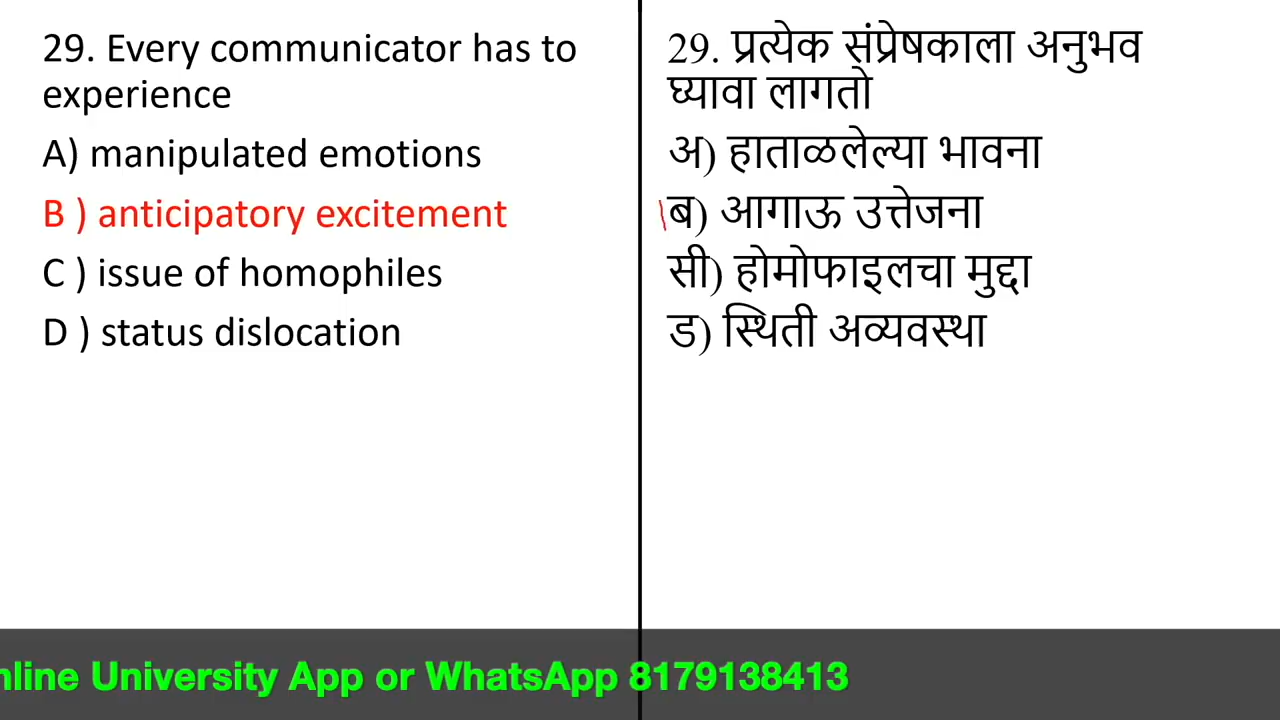 29. Every communicator has to
experience
A) manipulated emotions
B ) anticipatory excitement
C ) issue of homophiles
D ) status dislocation
29. प्रत्येक संप्रेषकाला अनुभव
घ्यावा लागतो
अ) हाताळलेल्या भावना
ब) आगाऊ उत्तेजना
सी) होमोफाइलचा मुद्दा
ड) स्थिती अव्यवस्था
nline University App or WhatsApp 8179138413